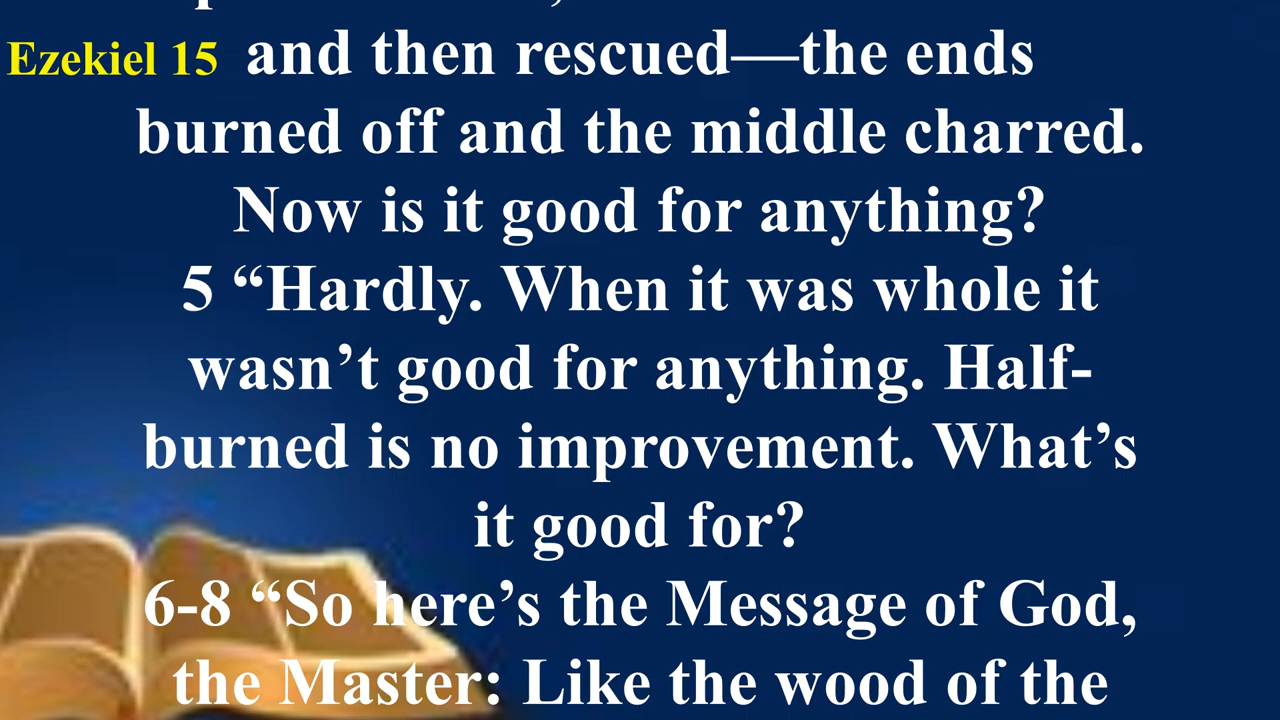 Ezekiel 15 and then rescued—the ends
burned off and the middle charred.
Now is it good for anything?
5 “Hardly. When it was whole it
wasn’t good for anything. Half-
burned is no improvement. What’s
it good for?
6-8 “So here’s the Message of God,
the Master: Like the wood of the